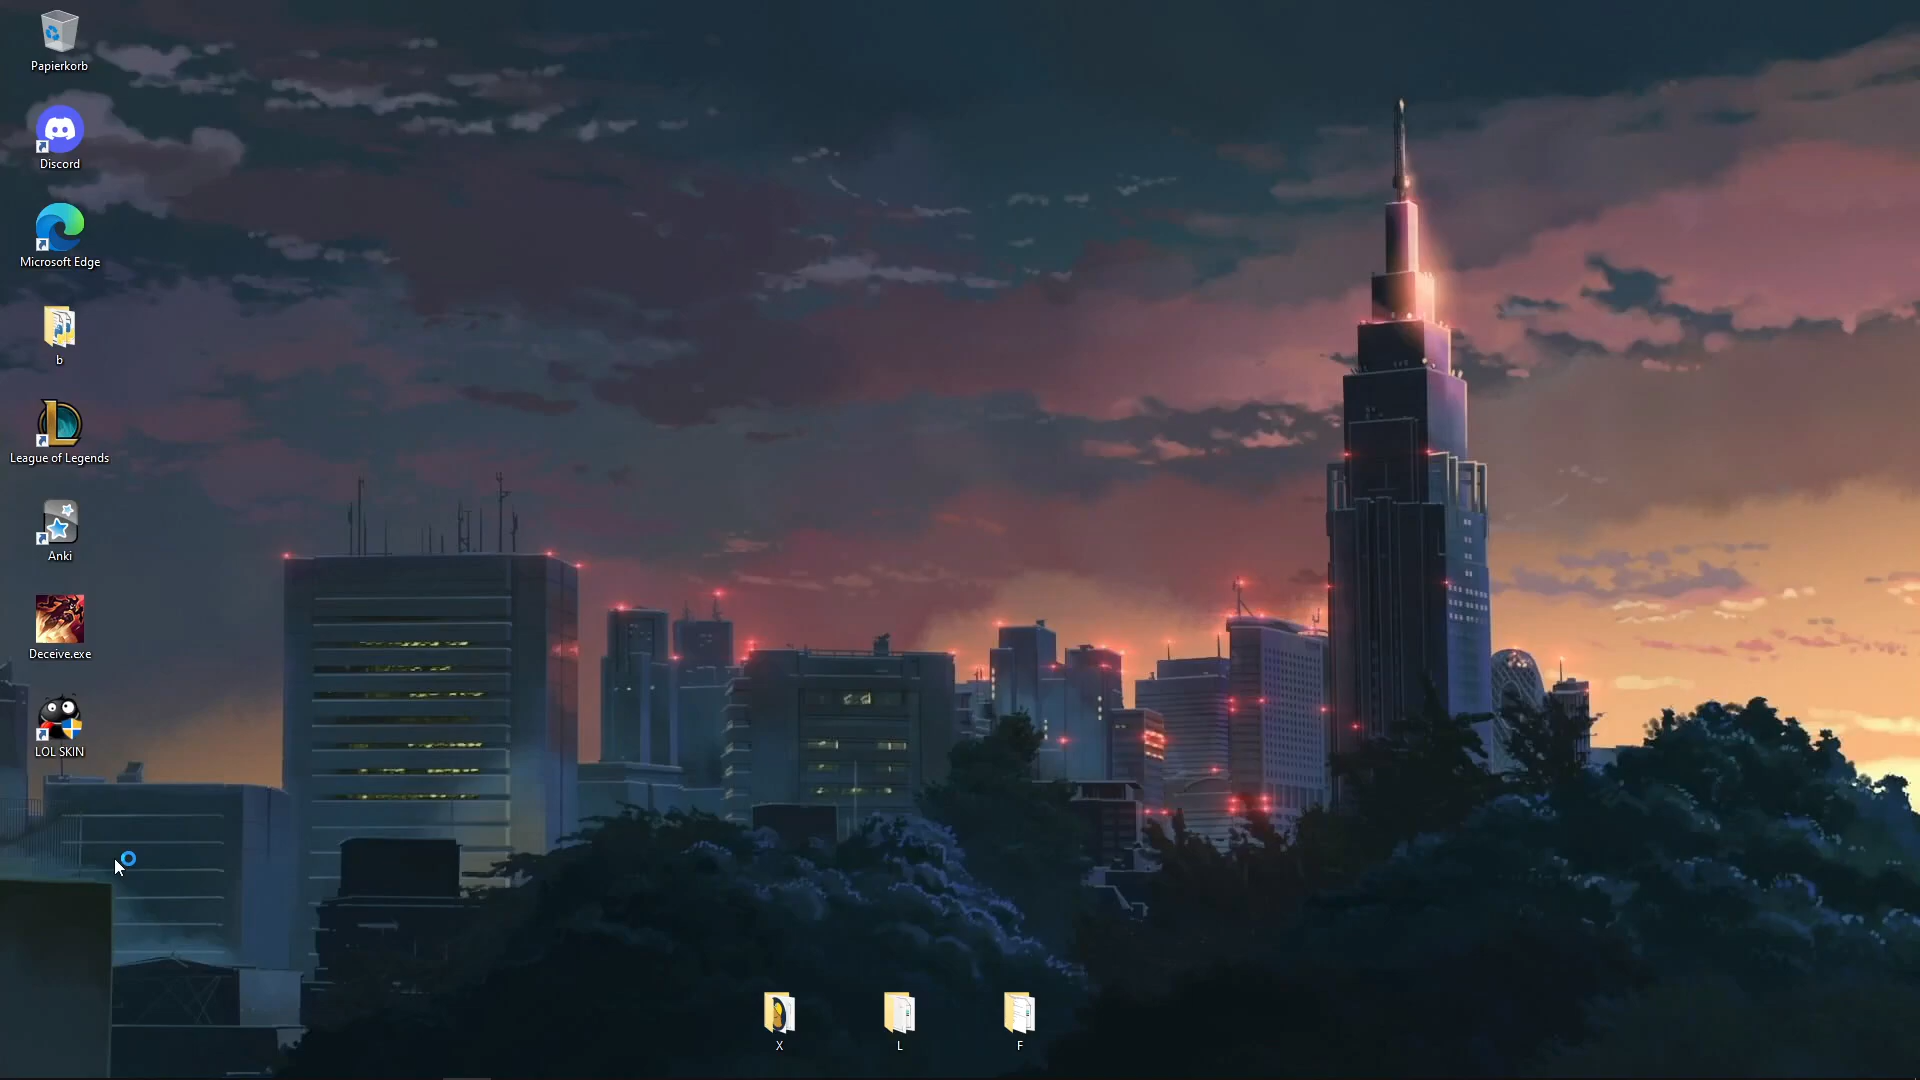 Papierkorb
Discord
Microsoft Edge
b
League of Legends
Anki
Deceive.exe
LOL SKIN
X
L
F